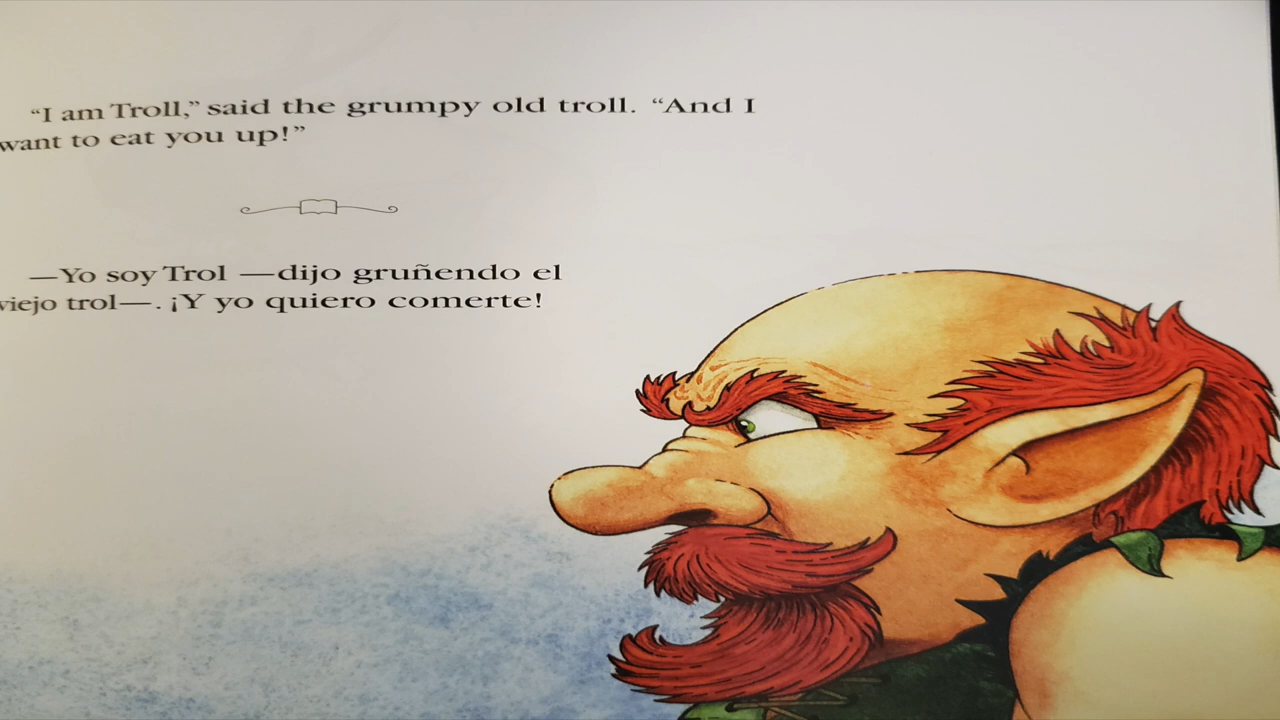 “I am Troll,” said the grumpy old troll. “And I
want to eat you up!”
—Yo soy Trol —dijo gruñendo el
viejo trol—. ¡Y yo quiero comerte!